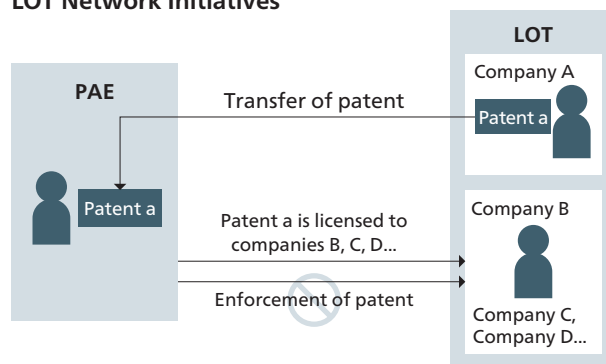 LOT Network Initiatives
LOT
Company A
Patent a
PAE
Transfer of patent
Patent a
Patent a is licensed to
companies B, C, D...
Enforcement of patent
Company B
Company C,
Company D...